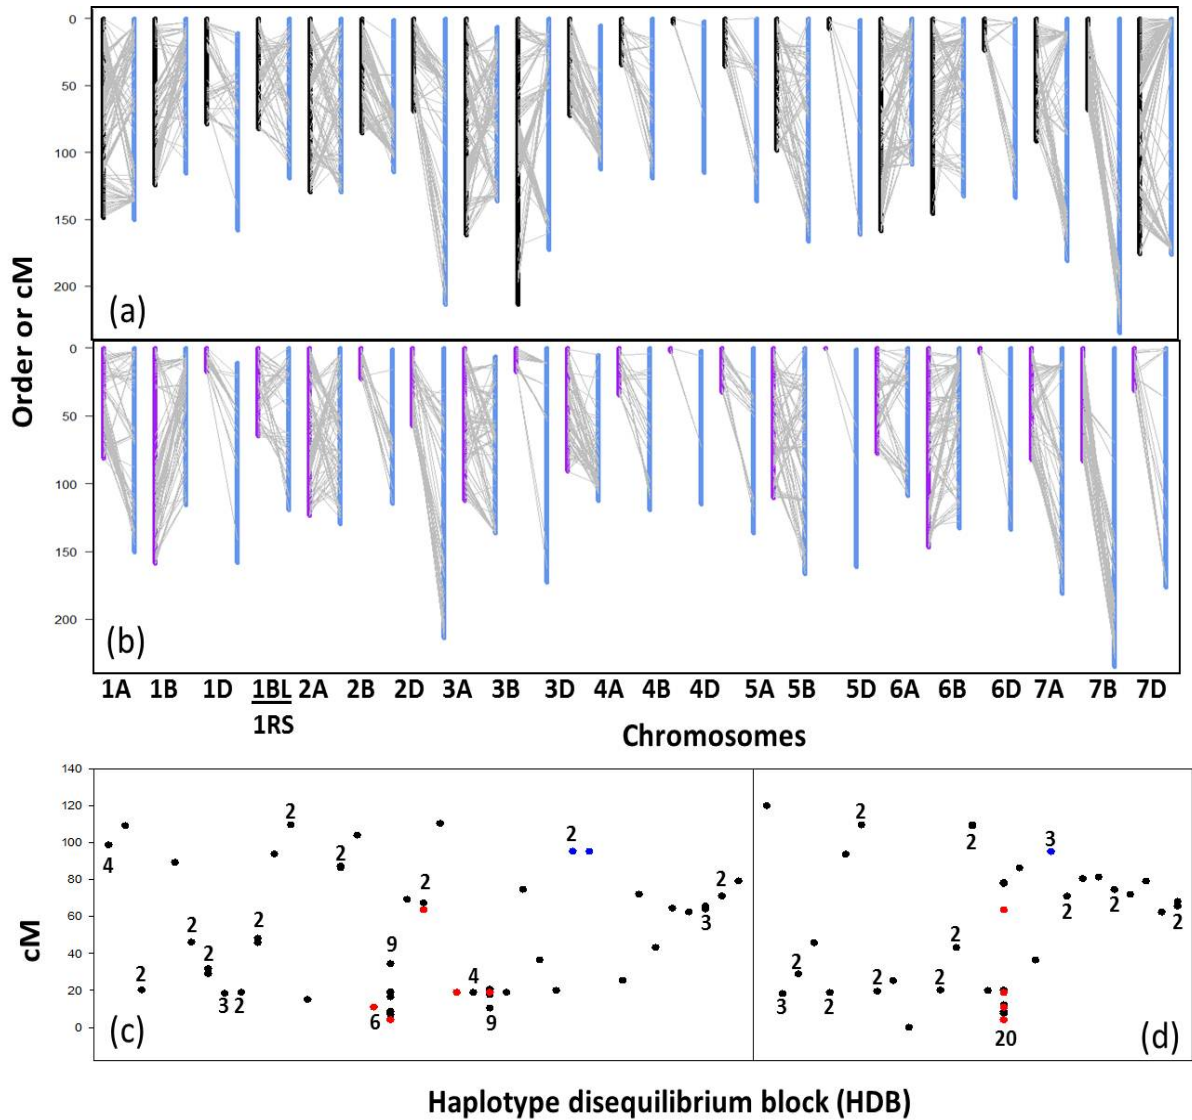 0
50
100
150
200
(a)
Order or cM
0
50
100
150
200
(b)
1A 1B 1D 1BL 2A 2B 2D 3A 3B 3D 4A 4B 4D 5A 5B 5D 6A 6B 6D 7A 7B 7D
1RS
Chromosomes
140
120
100
80
60
40
20
0
cM
4 2 2 2 3 2 2 2 2 6 9 2 4 9 2 3 2
(c)
3 2 2 2 2 2 2 2 20 3 2 2 2
(d)
Haplotype disequilibrium block (HDB)